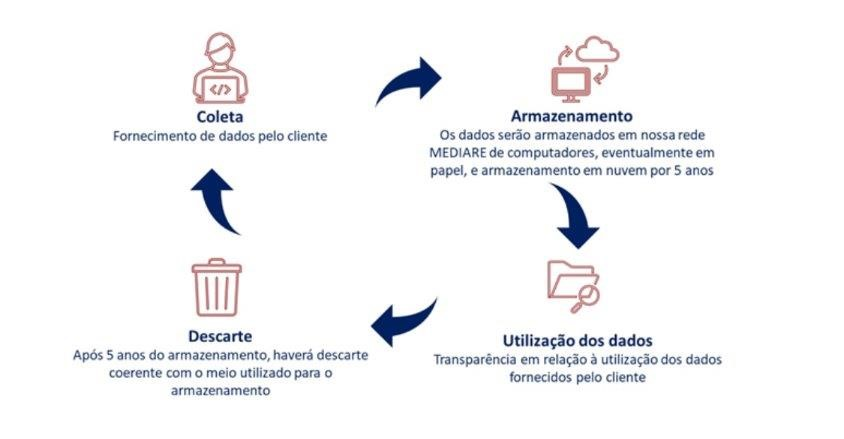 Coleta
Fornecimento de dados pelo cliente
Armazenamento
Os dados serão armazenados em nossa rede
MEDIARE de computadores, eventualmente em
papel, e armazenamento em nuvem por 5 anos
Utilização dos dados
Transparência em relação à utilização dos dados
fornecidos pelo cliente
Descarte
Após 5 anos do armazenamento, haverá descarte
coerente com o meio utilizado para o
armazenamento